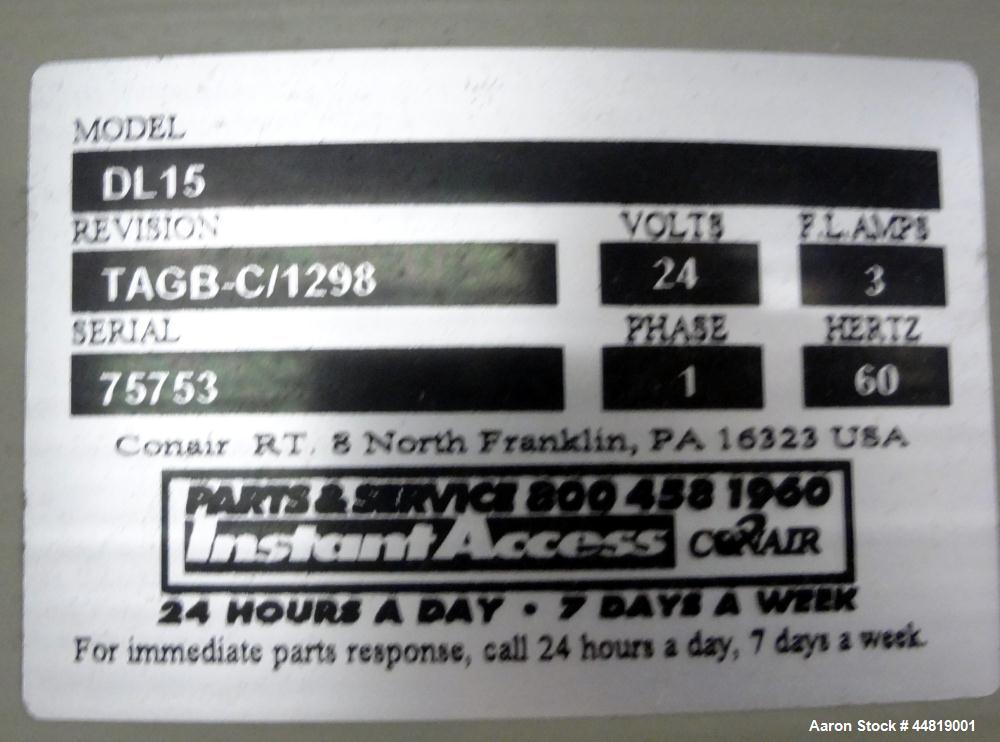 MODEL
DL15
REVISION VOLTS F.L.AMPS
TAGB-C/1298 24 3
SERIAL PHASE HERTZ
75753 1 60
Conair RT. 8 North Franklin, PA 16323 USA
PARTS & SERVICE 800 458 1960
Instant Access CONAIR
24 HOURS A DAY • 7 DAYS A WEEK
For immediate parts response, call 24 hours a day, 7 days a week.
Aaron Stock # 44819001